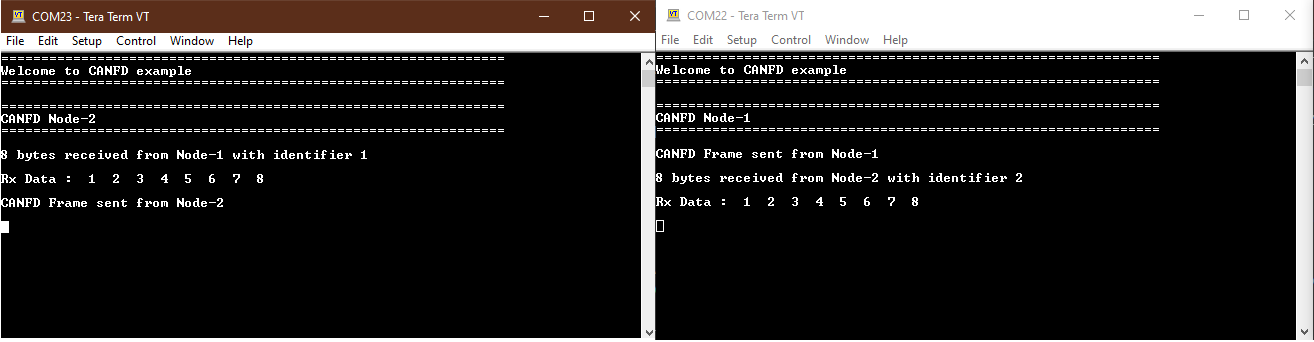 COM23 - Tera Term VT
File Edit Setup Control Window Help
===============================================================
Welcome to CANFD example
===============================================================
===============================================================
CANFD Node-2
===============================================================
8 bytes received from Node-1 with identifier 1
Rx Data :  1  2  3  4  5  6  7  8
CANFD Frame sent from Node-2
COM22 - Tera Term VT
File Edit Setup Control Window Help
===============================================================
Welcome to CANFD example
===============================================================
===============================================================
CANFD Node-1
===============================================================
CANFD Frame sent from Node-1
8 bytes received from Node-2 with identifier 2
Rx Data :  1  2  3  4  5  6  7  8